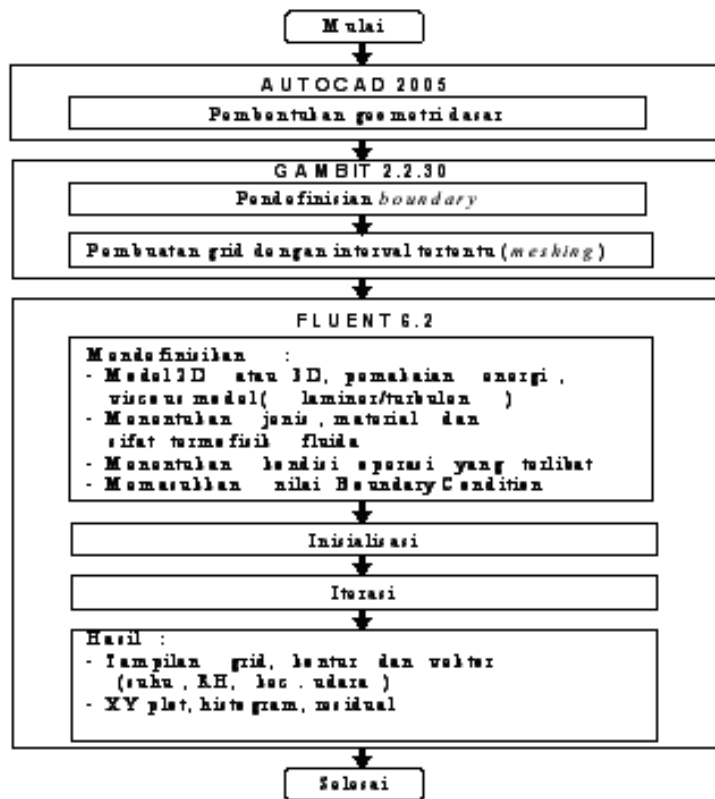 Mulai
AUTOCAD 2005
Pembentukan geometri dasar
GAMBIT 2.2.30
Pendefinisian boundary
Pembuatan grid dengan interval tertentu (meshing)
FLUENT 6.2
Mendefinisikan :
- Model 2D atau 3D, pemakaian energi,
viscous model ( laminer/turbulen )
- Menentukan jenis, material dan
sifat termofisik fluida
- Menentukan kondisi operasi yang terlibat
- Memasukkan nilai Boundary Condition
Inisialisasi
Iterasi
Hasil :
- Tampilan grid, kontur dan vektor
(suhu, RH, kec. udara )
- XY plot, histogram, residual
Selesai